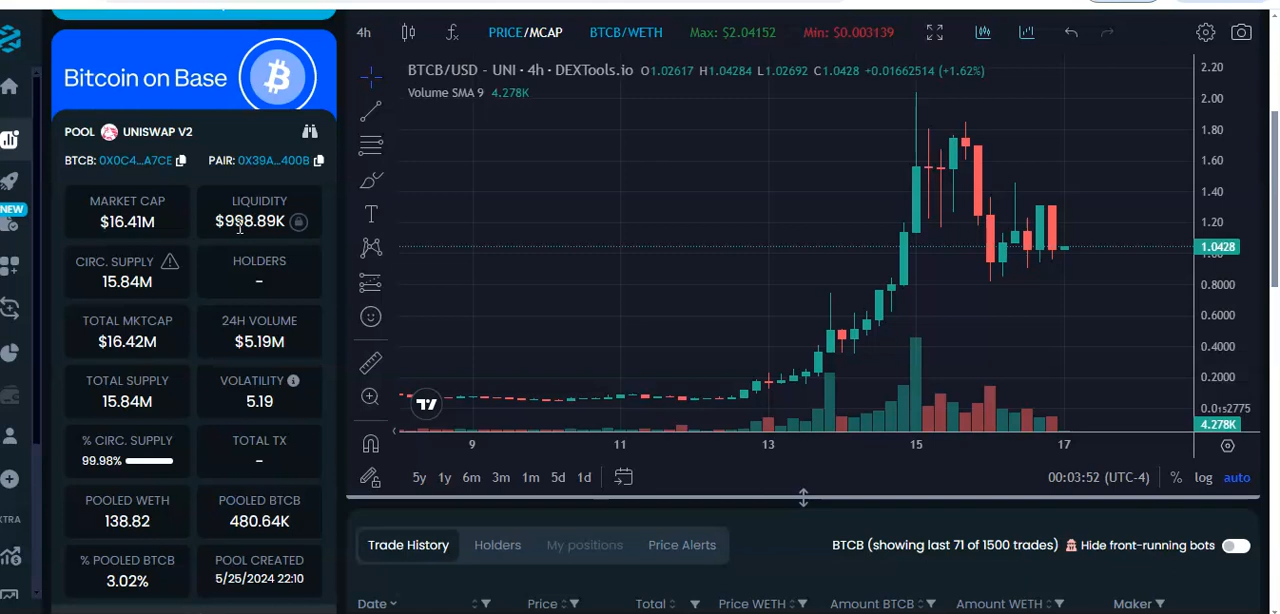 4h
PRICE/MCAP
BTCB/WETH
Max: $2.04152
Min: $0.003139
Bitcoin on Base
BTCB/USD - UNI · 4h · DEXTools.io O1.02617 H1.04284 L1.02692 C1.0428 +0.01662514 (+1.62%)
Volume SMA 9 4.278K
POOL UNISWAP V2
BTCB: 0X0C4...A7CE PAIR: 0X39A...400B
NEW
MARKET CAP
$16.41M
LIQUIDITY
$998.89K
CIRC. SUPPLY
15.84M
HOLDERS
-
TOTAL MKTCAP
$16.42M
24H VOLUME
$5.19M
TOTAL SUPPLY
15.84M
VOLATILITY
5.19
% CIRC. SUPPLY
99.98%
TOTAL TX
-
POOLED WETH
138.82
POOLED BTCB
480.64K
% POOLED BTCB
3.02%
POOL CREATED
5/25/2024 22:10
XTRA
2.20
2.00
1.80
1.60
1.40
1.20
1.0428
0.8000
0.6000
0.4000
0.2000
4.278K
9 11 13 15 17
5y 1y 6m 3m 1m 5d 1d
00:03:52 (UTC-4) % log auto
Trade History Holders My positions Price Alerts
BTCB (showing last 71 of 1500 trades) Hide front-running bots
Date Price Total Price WETH Amount BTCB Amount WETH Maker